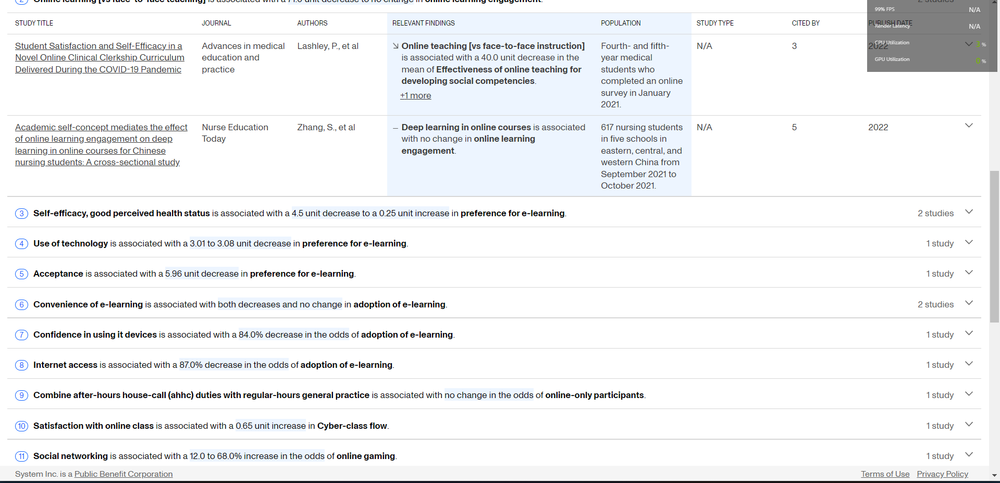 2 Online learning [vs face-to-face teaching] is associated with a 71.0 unit decrease to no change in online learning engagement. 2 studies
STUDY TITLE JOURNAL AUTHORS RELEVANT FINDINGS POPULATION STUDY TYPE CITED BY PUBLISH DATE
Student Satisfaction and Self-Efficacy in a
Novel Online Clinical Clerkship Curriculum
Delivered During the COVID-19 Pandemic
Advances in medical
education and
practice
Lashley, P., et al
Online teaching [vs face-to-face instruction]
is associated with a 40.0 unit decrease in the
mean of Effectiveness of online teaching for
developing social competencies.
+1 more
Fourth- and fifth-
year medical
students who
completed an online
survey in January
2021.
N/A
3
2022
99% FPS N/A
Render Latency N/A
CPU Utilization 3 %
GPU Utilization 0 %
Academic self-concept mediates the effect
of online learning engagement on deep
learning in online courses for Chinese
nursing students: A cross-sectional study
Nurse Education
Today
Zhang, S., et al
– Deep learning in online courses is associated
with no change in online learning
engagement.
617 nursing students
in five schools in
eastern, central, and
western China from
September 2021 to
October 2021.
N/A
5
2022
3 Self-efficacy, good perceived health status is associated with a 4.5 unit decrease to a 0.25 unit increase in preference for e-learning. 2 studies
4 Use of technology is associated with a 3.01 to 3.08 unit decrease in preference for e-learning. 1 study
5 Acceptance is associated with a 5.96 unit decrease in preference for e-learning. 1 study
6 Convenience of e-learning is associated with both decreases and no change in adoption of e-learning. 2 studies
7 Confidence in using it devices is associated with a 84.0% decrease in the odds of adoption of e-learning. 1 study
8 Internet access is associated with a 87.0% decrease in the odds of adoption of e-learning. 1 study
9 Combine after-hours house-call (ahhc) duties with regular-hours general practice is associated with no change in the odds of online-only participants. 1 study
10 Satisfaction with online class is associated with a 0.65 unit increase in Cyber-class flow. 1 study
11 Social networking is associated with a 12.0 to 68.0% increase in the odds of online gaming. 1 study
System Inc. is a Public Benefit Corporation Terms of Use Privacy Policy